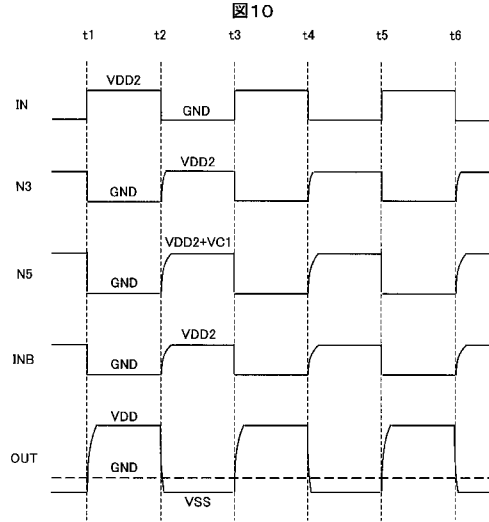 図10
t1 t2 t3 t4 t5 t6
VDD2
IN GND
VDD2
N3 GND
VDD2+VC1
N5 GND
VDD2
INB GND
VDD
OUT GND
VSS